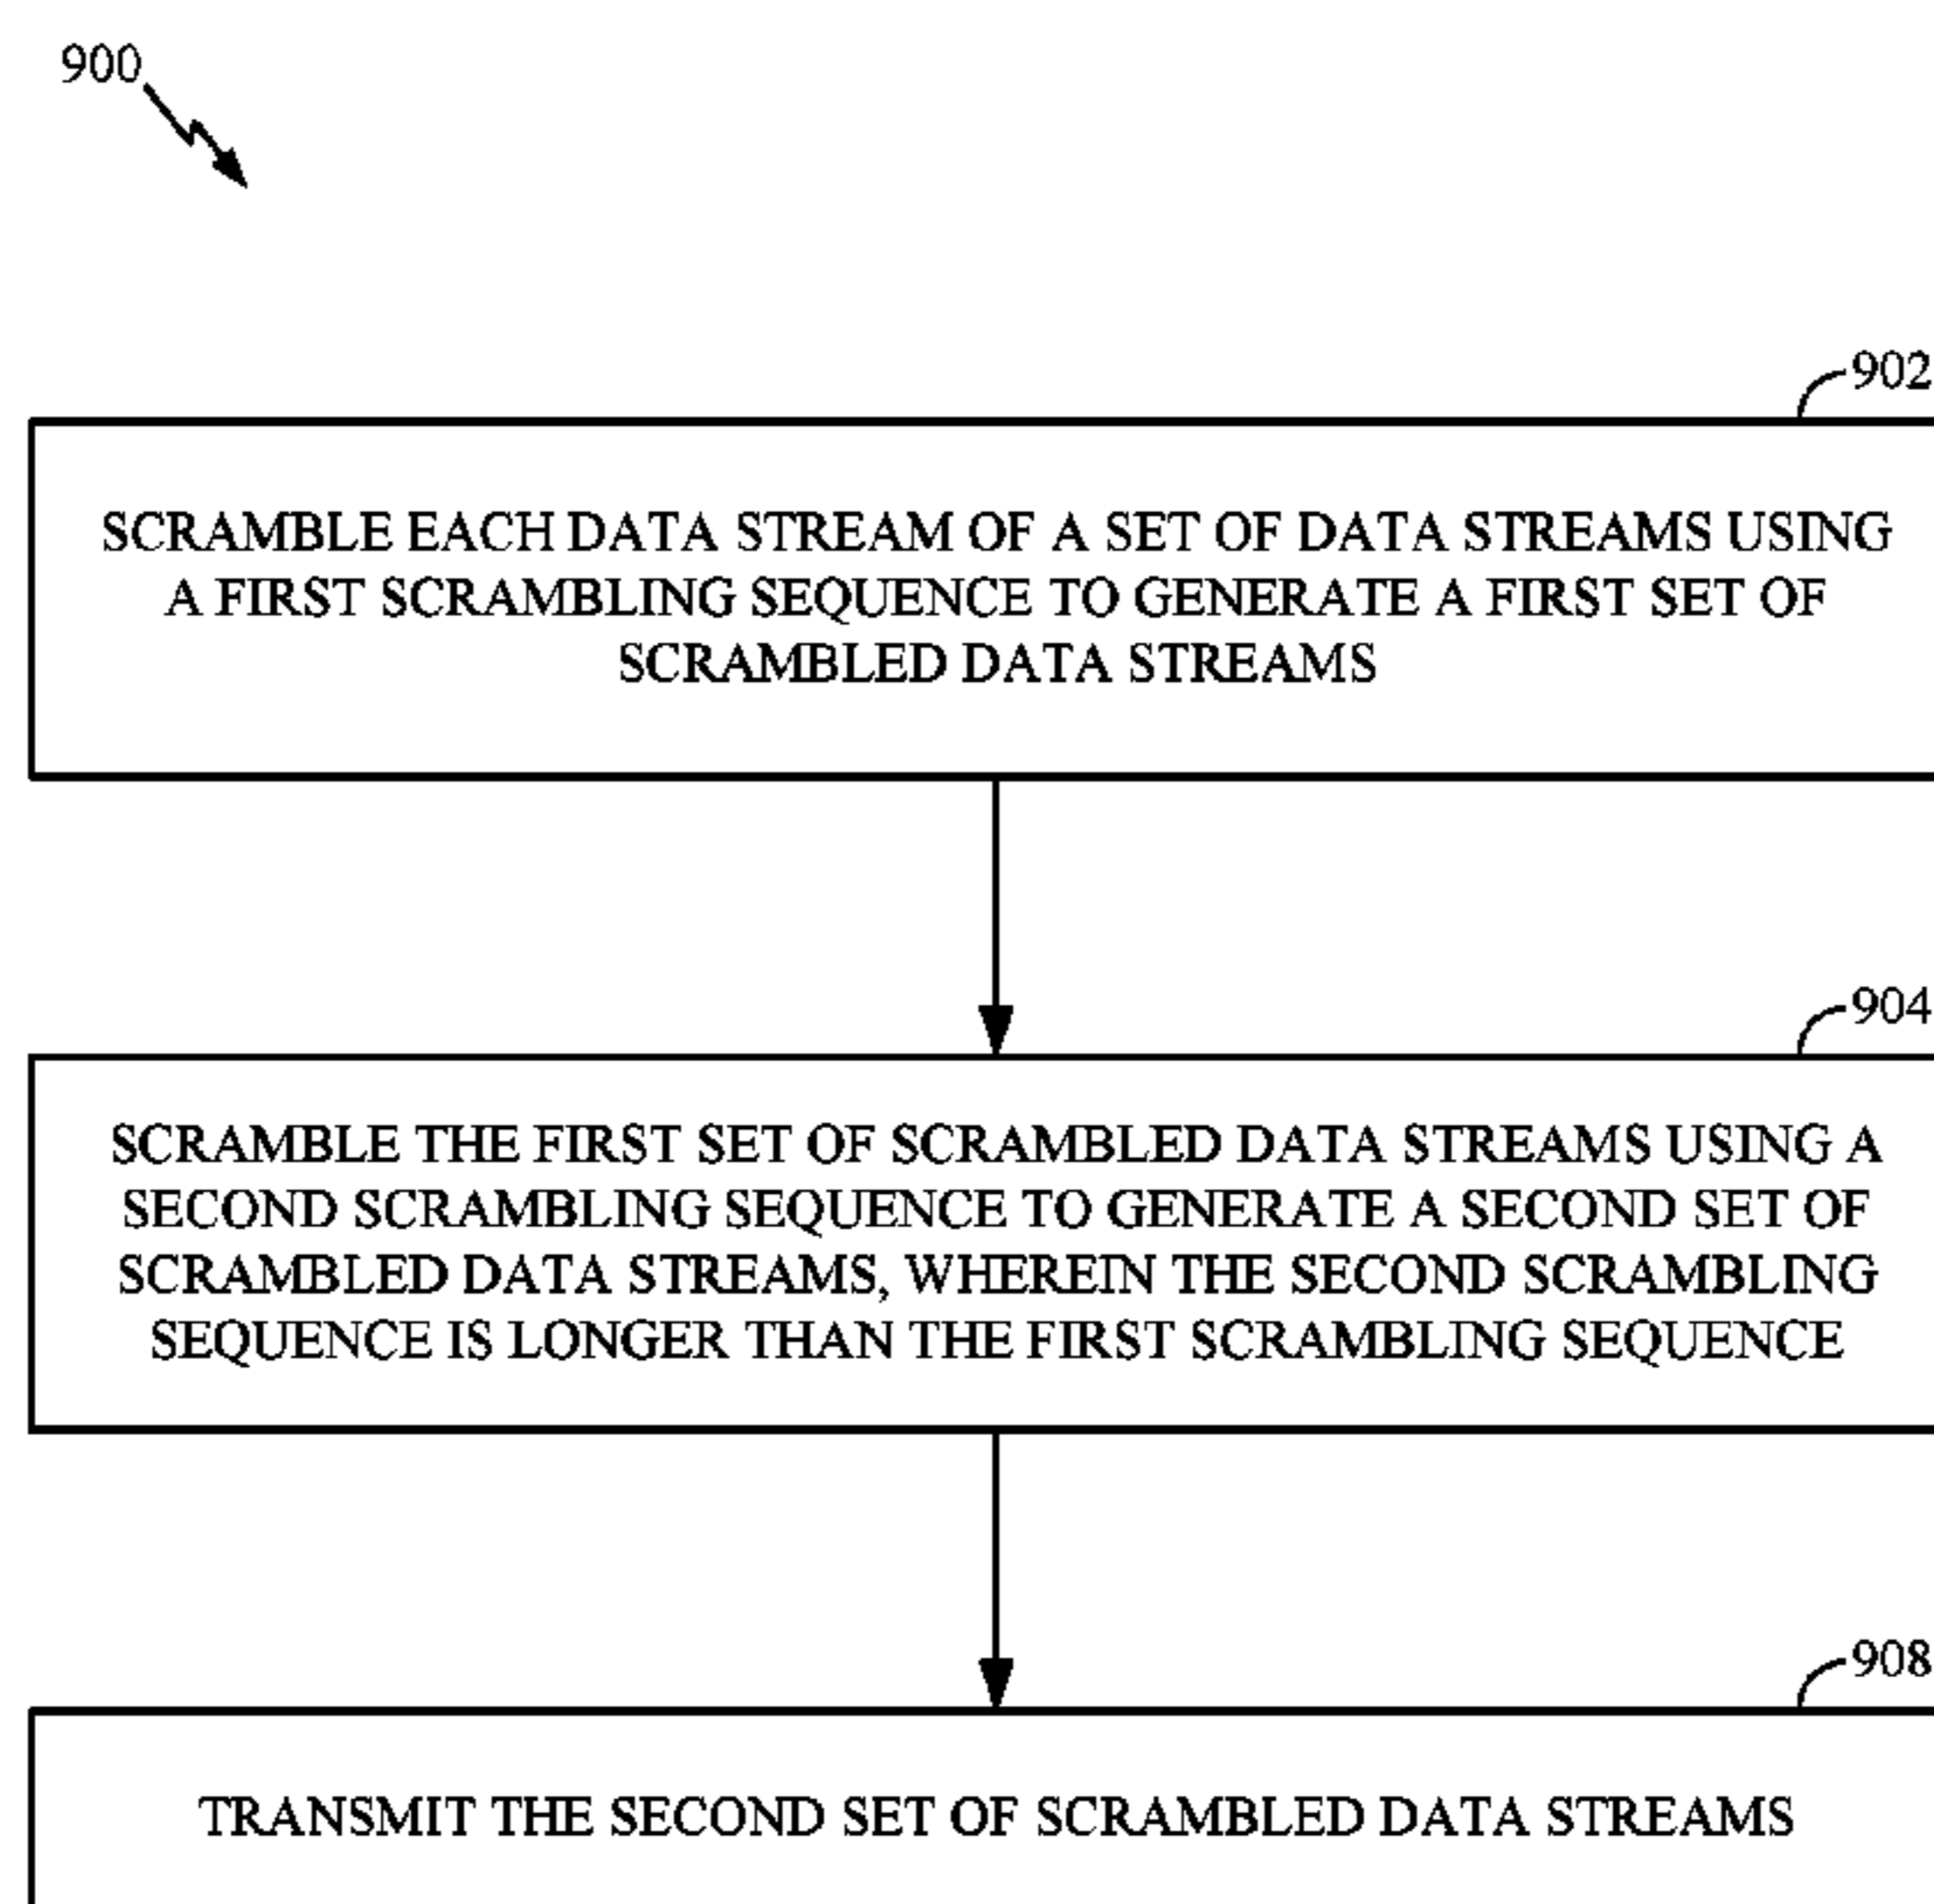 900
902
SCRAMBLE EACH DATA STREAM OF A SET OF DATA STREAMS USING
A FIRST SCRAMBLING SEQUENCE TO GENERATE A FIRST SET OF
SCRAMBLED DATA STREAMS
904
SCRAMBLE THE FIRST SET OF SCRAMBLED DATA STREAMS USING A
SECOND SCRAMBLING SEQUENCE TO GENERATE A SECOND SET OF
SCRAMBLED DATA STREAMS, WHEREIN THE SECOND SCRAMBLING
SEQUENCE IS LONGER THAN THE FIRST SCRAMBLING SEQUENCE
908
TRANSMIT THE SECOND SET OF SCRAMBLED DATA STREAMS